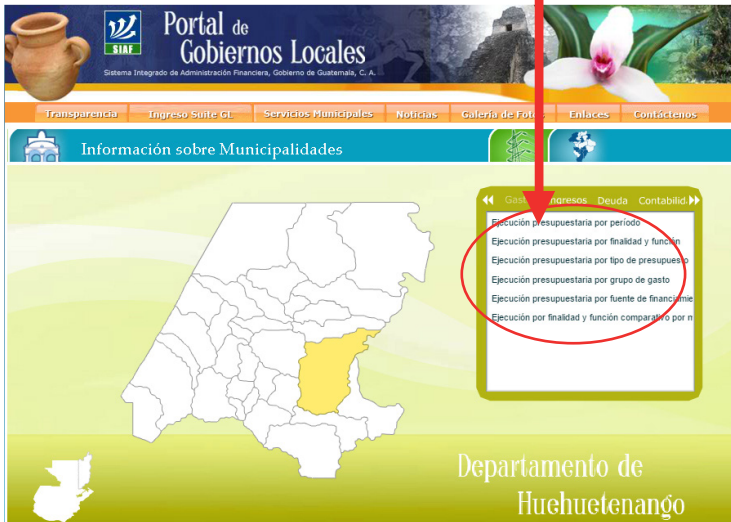 Portal de
Gobiernos Locales
SIAF
Sistema Integrado de Administración Financiera, Gobierno de Guatemala, C. A.
Transparencia Ingreso Suite GL Servicios Municipales Noticias Galería de Fotos Enlaces Contáctenos
Información sobre Municipalidades
Gast ngresos Deuda Contabilid
Ejecución presupuestaria por período
Ejecución presupuestaria por finalidad y función
Ejecución presupuestaria por tipo de presupuesto
Ejecución presupuestaria por grupo de gasto
Ejecución presupuestaria por fuente de financiamie
Ejecución por finalidad y función comparativo por m
Departamento de
Huehuetenango